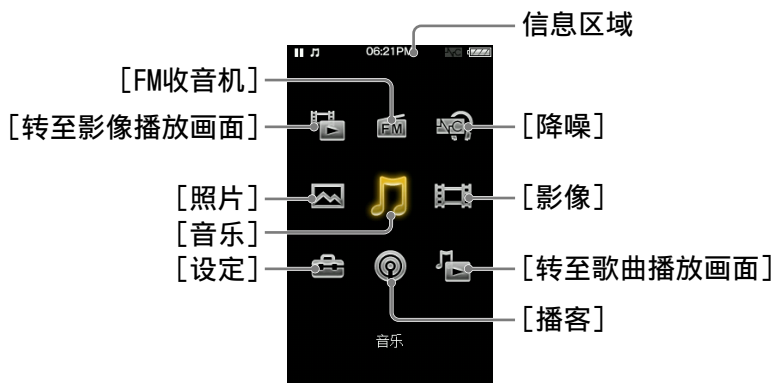 信息区域
06:21PM
NC
[FM收音机]
[转至影像播放画面]
FM
NC
[降噪]
[照片]
[影像]
[音乐]
[设定]
[转至歌曲播放画面]
[播客]
音乐